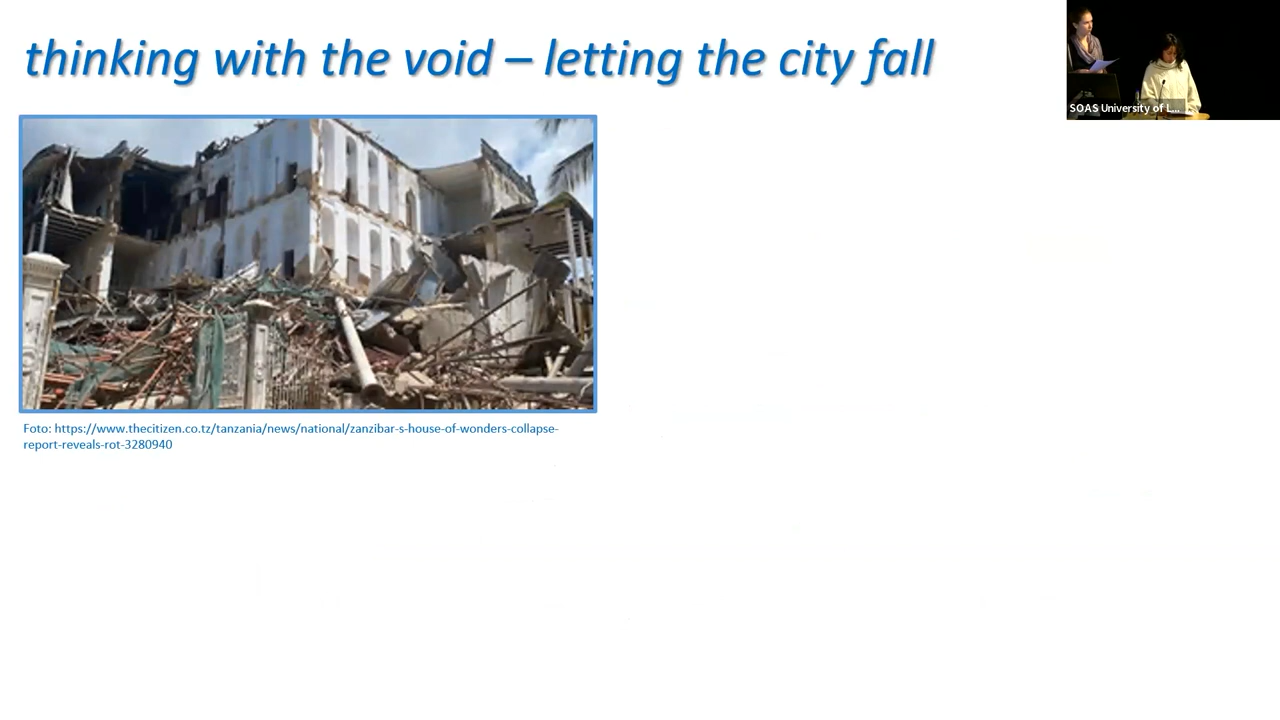 thinking with the void – letting the city fall
SOAS University of L...
Foto: https://www.thecitizen.co.tz/tanzania/news/national/zanzibar-s-house-of-wonders-collapse-
report-reveals-rot-3280940